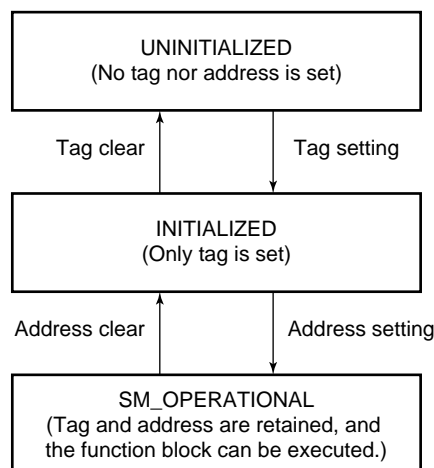 UNINITIALIZED
(No tag nor address is set)
Tag clear
Tag setting
INITIALIZED
(Only tag is set)
Address clear
Address setting
SM_OPERATIONAL
(Tag and address are retained, and
the function block can be executed.)